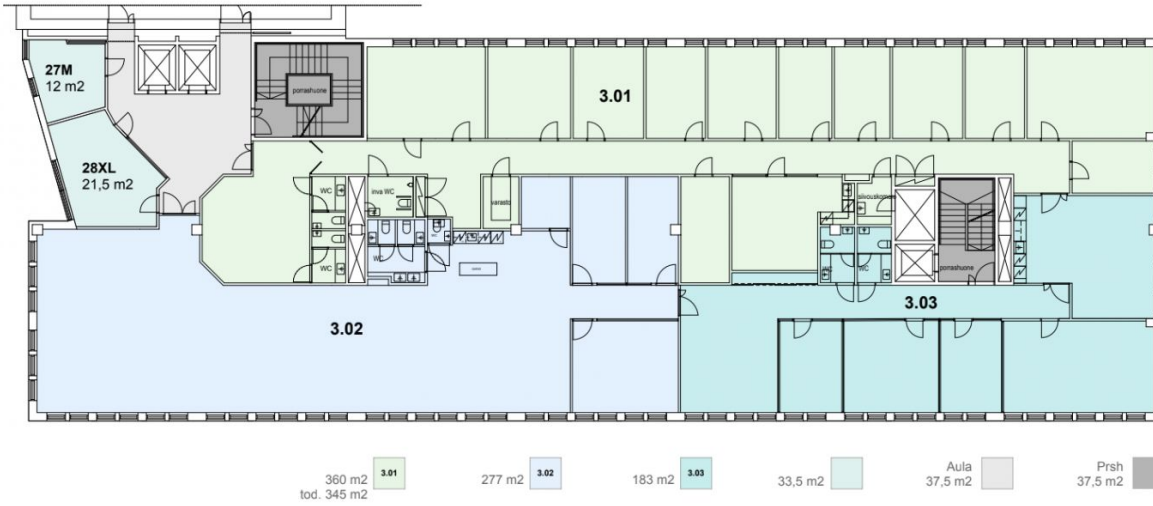 27M
12 m2
porrashuone
3.01
28XL
21,5 m2
WC
inva WC
varasto
siivouskomero
WC
WC
WC
WC
porrashuone
3.03
3.02
360 m2
tod. 345 m2
3.01
277 m2
3.02
183 m2
3.03
33,5 m2
Aula
37,5 m2
Prsh
37,5 m2